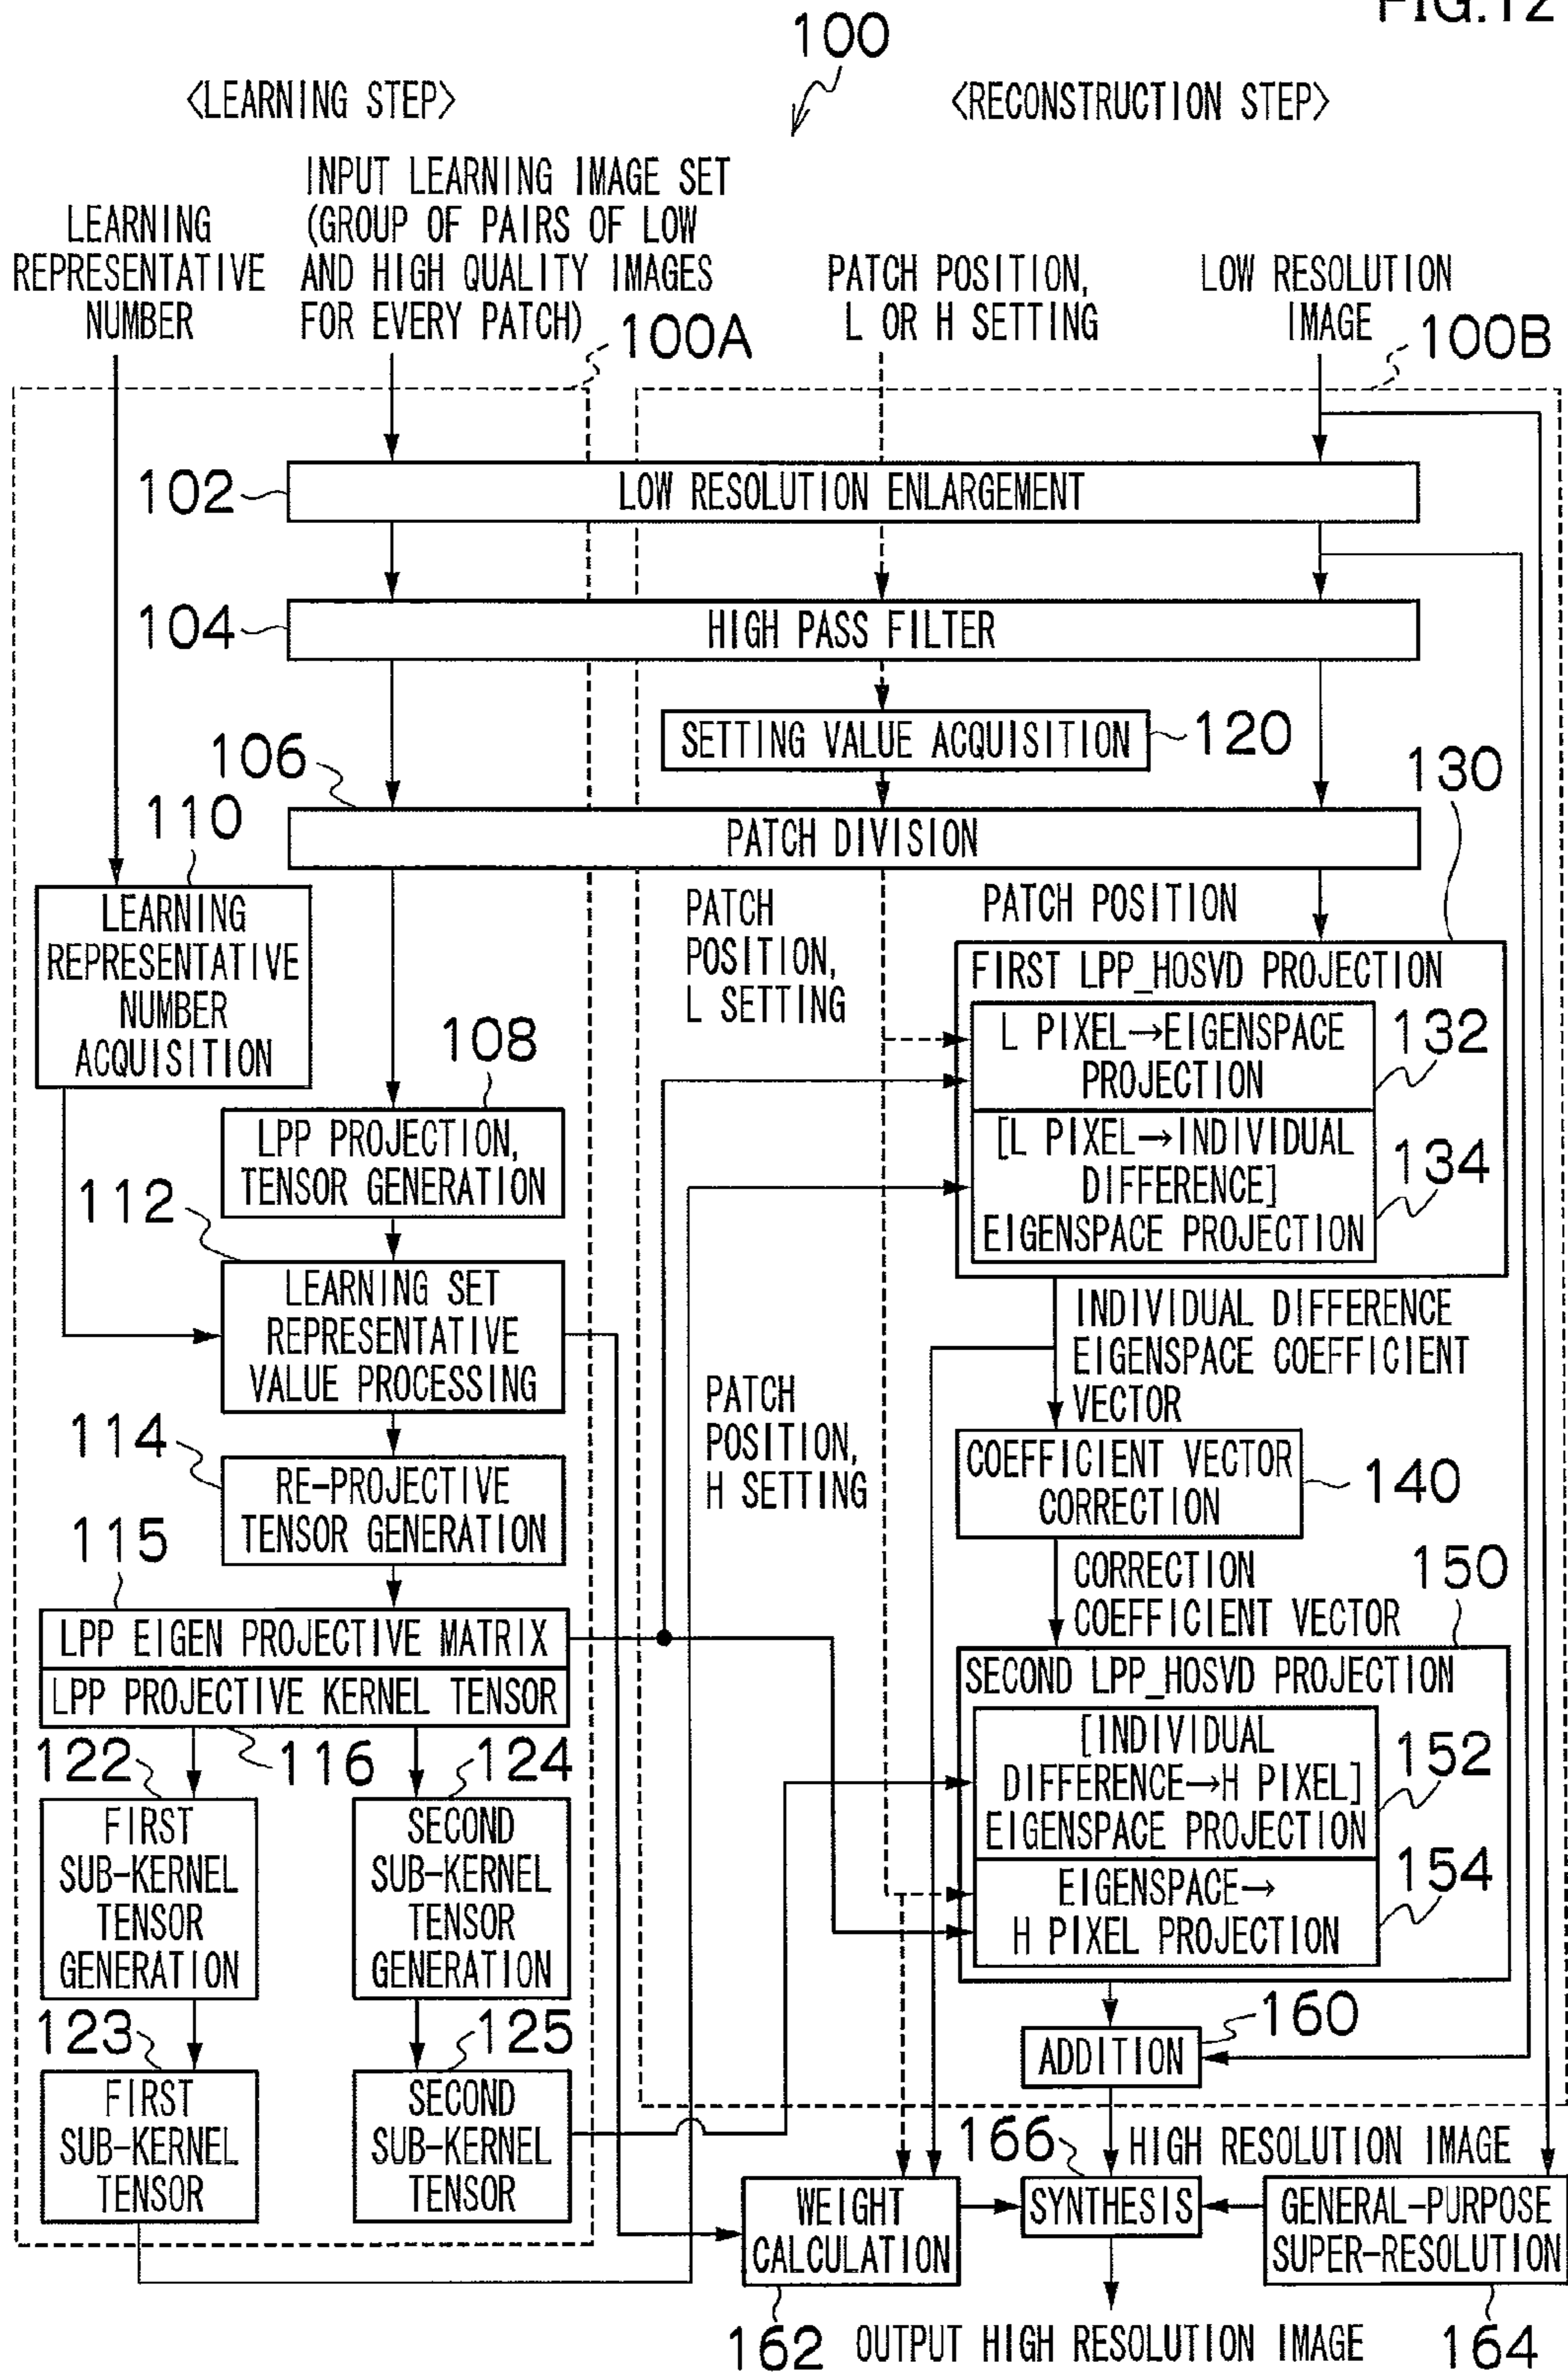 FIG.12
100
<LEARNING STEP>
<RECONSTRUCTION STEP>
LEARNING
REPRESENTATIVE
NUMBER
INPUT LEARNING IMAGE SET
(GROUP OF PAIRS OF LOW
AND HIGH QUALITY IMAGES
FOR EVERY PATCH)
PATCH POSITION,
L OR H SETTING
LOW RESOLUTION
IMAGE
100A
100B
102
LOW RESOLUTION ENLARGEMENT
104
HIGH PASS FILTER
SETTING VALUE ACQUISITION
120
106
PATCH DIVISION
130
110
LEARNING
REPRESENTATIVE
NUMBER
ACQUISITION
PATCH
POSITION,
L SETTING
PATCH POSITION
FIRST LPP_HOSVD PROJECTION
L PIXEL→EIGENSPACE
PROJECTION
132
[L PIXEL→INDIVIDUAL
DIFFERENCE]
EIGENSPACE PROJECTION
134
108
LPP PROJECTION,
TENSOR GENERATION
112
LEARNING SET
REPRESENTATIVE
VALUE PROCESSING
INDIVIDUAL DIFFERENCE
EIGENSPACE COEFFICIENT
VECTOR
PATCH
POSITION,
H SETTING
114
RE-PROJECTIVE
TENSOR GENERATION
COEFFICIENT VECTOR
CORRECTION
140
115
LPP EIGEN PROJECTIVE MATRIX
LPP PROJECTIVE KERNEL TENSOR
116
CORRECTION
COEFFICIENT VECTOR
150
SECOND LPP_HOSVD PROJECTION
[INDIVIDUAL
DIFFERENCE→H PIXEL]
EIGENSPACE PROJECTION
152
EIGENSPACE→
H PIXEL PROJECTION
154
122
FIRST
SUB-KERNEL
TENSOR
GENERATION
124
SECOND
SUB-KERNEL
TENSOR
GENERATION
123
FIRST
SUB-KERNEL
TENSOR
125
SECOND
SUB-KERNEL
TENSOR
160
ADDITION
166
HIGH RESOLUTION IMAGE
WEIGHT
CALCULATION
SYNTHESIS
GENERAL-PURPOSE
SUPER-RESOLUTION
162
OUTPUT HIGH RESOLUTION IMAGE
164